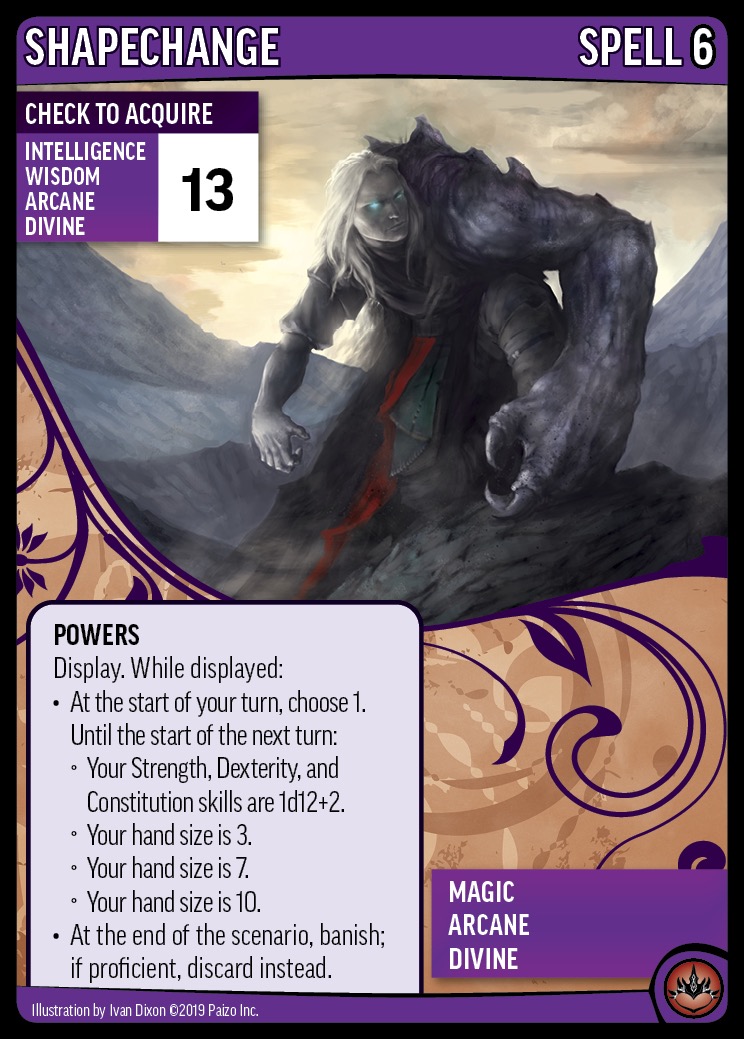 SHAPECHANGE SPELL 6
CHECK TO ACQUIRE
INTELLIGENCE
WISDOM
ARCANE
DIVINE
13
POWERS
Display. While displayed:
• At the start of your turn, choose 1.
Until the start of the next turn:
◦ Your Strength, Dexterity, and
Constitution skills are 1d12+2.
◦ Your hand size is 3.
◦ Your hand size is 7.
◦ Your hand size is 10.
• At the end of the scenario, banish;
if proficient, discard instead.
MAGIC
ARCANE
DIVINE
Illustration by Ivan Dixon ©2019 Paizo Inc.